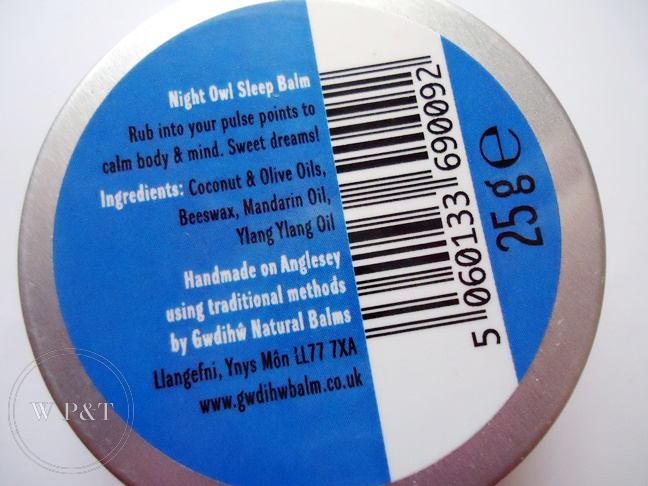 Night Owl Sleep Balm
Rub into your pulse points to
calm body & mind. Sweet dreams!
Ingredients: Coconut & Olive Oils,
Beeswax, Mandarin Oil,
Ylang Ylang Oil
Handmade on Anglesey
using traditional methods
by Gwdihŵ Natural Balms
Llangefni, Ynys Môn LL77 7XA
www.gwdihwbalm.co.uk
5 060133 690092
25g e
W P&T